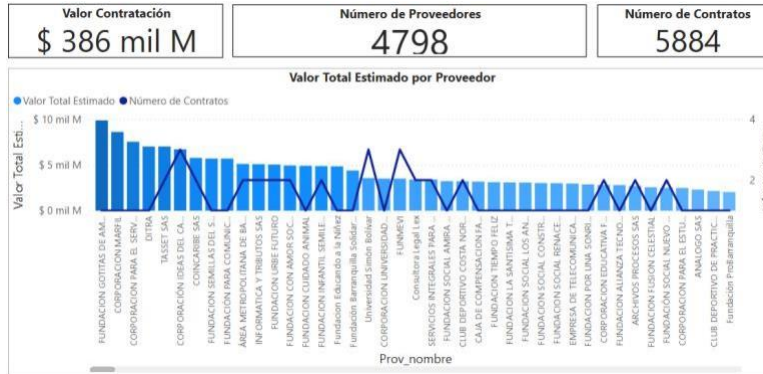 Valor Contratación
$ 386 mil M
Número de Proveedores
4798
Número de Contratos
5884
Valor Total Estimado por Proveedor
Valor Total Estimado Número de Contratos
Valor Total Esti...
$ 10 mil M
$ 5 mil M
$ 0 mil M
4
2
FUNDACION GOTITAS DE AM...
CORPORACION MARFIL
CORPORACION PARA EL SERV...
DITRA
TASSET SAS
CORPORACION IDEAS DEL CA...
COINCARIBE SAS
FUNDACION SEMILLAS DEL S...
FUNDACION PARA COMUNIC...
ÁREA METROPOLITANA DE BA...
INFORMATICA Y TRIBUTOS SAS
FUNDACION URBE FUTURO
FUNDACION CON AMOR SOC...
FUNDACION CUIDADO ANIMAL
FUNDACION INFANTIL SEMILE...
Fundacion Educando a la Niñez
Fundación Barranquilla Solidar...
Universidad Simón Bolívar
CORPORACION UNIVERSIDAD
FUNMEVI
Consultora Legal Lex
SERVICIOS INTEGRALES PARA ...
FUNDACION SOCIAL AMBRA ...
CLUB DEPORTIVO COSTA NOR...
CAJA DE COMPENSACION FA
FUNDACION TIEMPO FELIZ
FUNDACION LA SANTISIMA T...
FUNDACION SOCIAL LOS AN...
FUNDACION SOCIAL CONSTR...
FUNDACION SOCIAL RENACE
EMPRESA DE TELECOMUNICA
FUNDACION POR UNA SONRI...
CORPORACION EDUCATIVA F...
FUNDACION ALIANZA TECNO...
ARCHIVOS PROCESOS SAS
FUNDACION FUSION CELESTIAL
FUNDACIÓN SOCIAL NUEVO ...
CORPORACION PARA EL ESTU...
ANALOGO SAS
CLUB DEPORTIVO DE PRACTIC...
Fundación ProBarranquilla
Prov_nombre